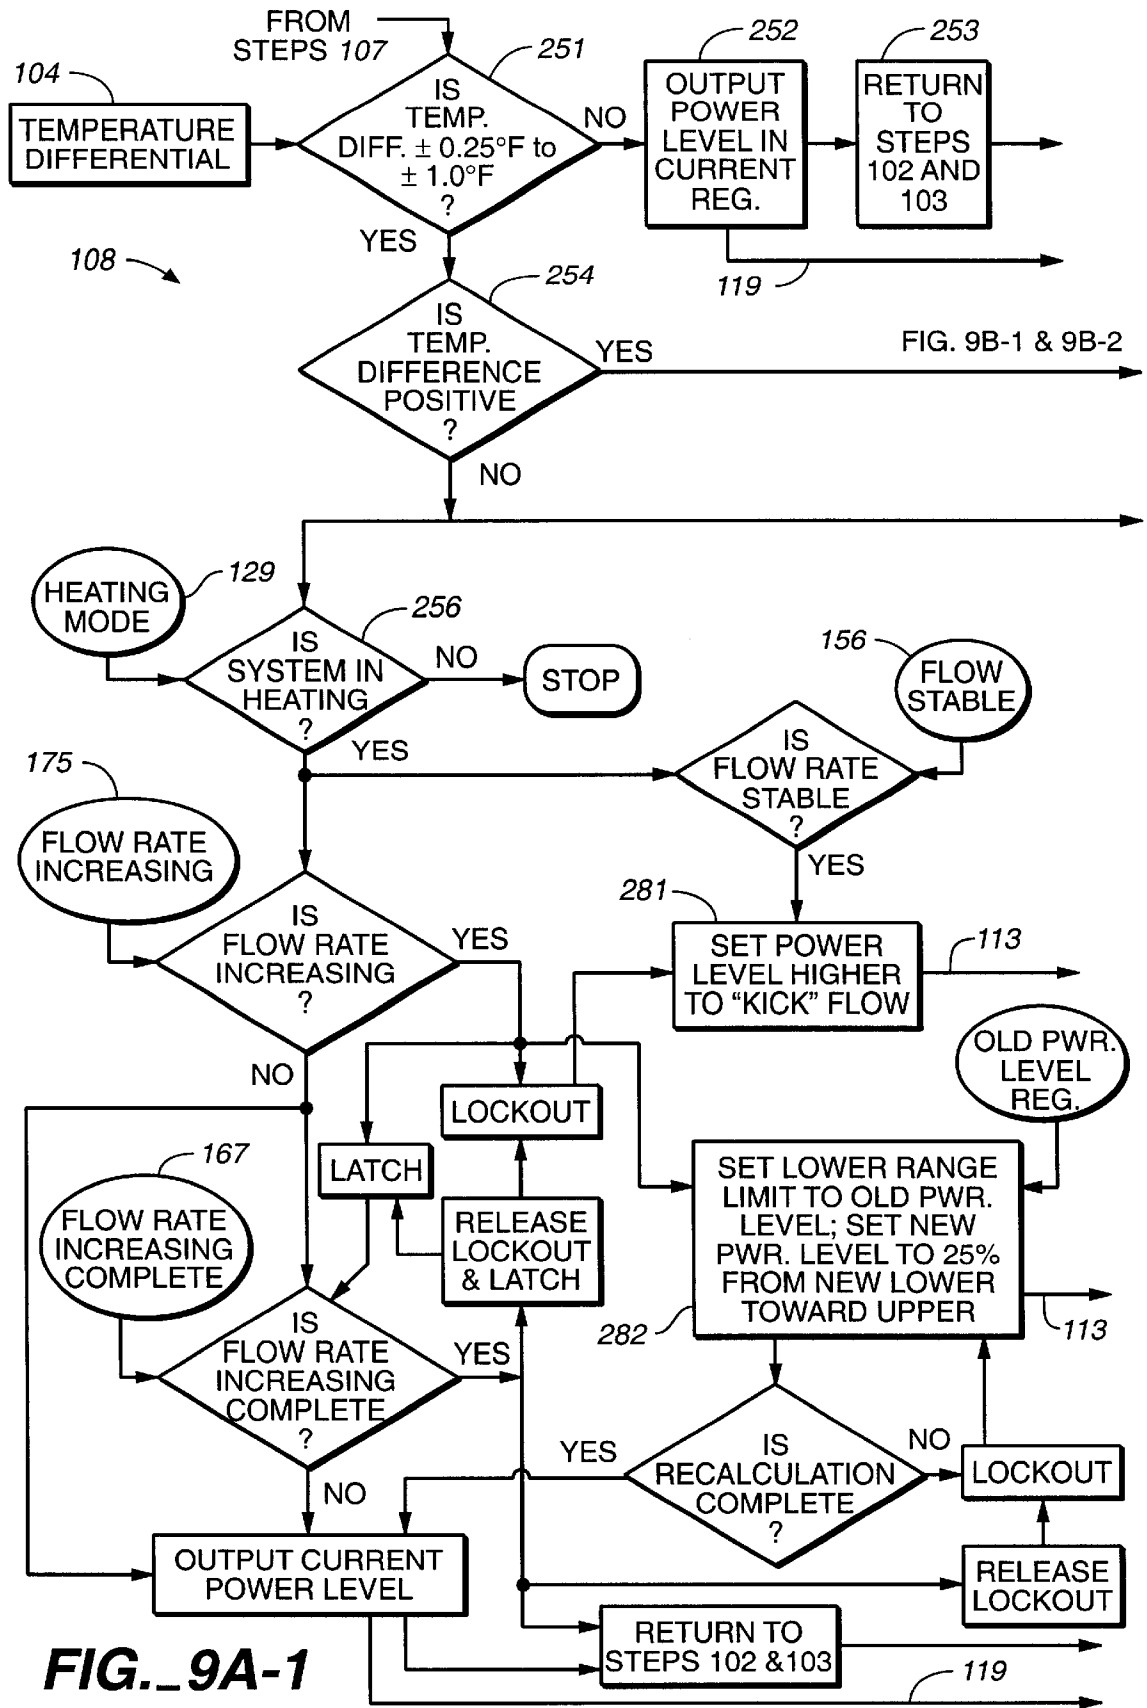 FROM
STEPS 107
251
252
253
104
TEMPERATURE
DIFFERENTIAL
IS
TEMP.
DIFF. ± 0.25°F to
± 1.0°F
?
NO
OUTPUT
POWER
LEVEL IN
CURRENT
REG.
RETURN
TO
STEPS
102 AND
103
YES
108
119
254
IS
TEMP.
DIFFERENCE
POSITIVE
?
YES
FIG. 9B-1 & 9B-2
NO
HEATING
MODE
129
256
IS
SYSTEM IN
HEATING
?
NO
STOP
YES
156
FLOW
STABLE
IS
FLOW RATE
STABLE
?
YES
175
FLOW RATE
INCREASING
IS
FLOW RATE
INCREASING
?
YES
NO
281
SET POWER
LEVEL HIGHER
TO “KICK” FLOW
113
OLD PWR.
LEVEL
REG.
LOCKOUT
LATCH
RELEASE
LOCKOUT
& LATCH
167
FLOW RATE
INCREASING
COMPLETE
SET LOWER RANGE
LIMIT TO OLD PWR.
LEVEL; SET NEW
PWR. LEVEL TO 25%
FROM NEW LOWER
TOWARD UPPER
282
113
IS
FLOW RATE
INCREASING
COMPLETE
?
YES
NO
IS
RECALCULATION
COMPLETE
?
YES
NO
LOCKOUT
RELEASE
LOCKOUT
OUTPUT CURRENT
POWER LEVEL
RETURN TO
STEPS 102 &103
119
FIG._9A-1